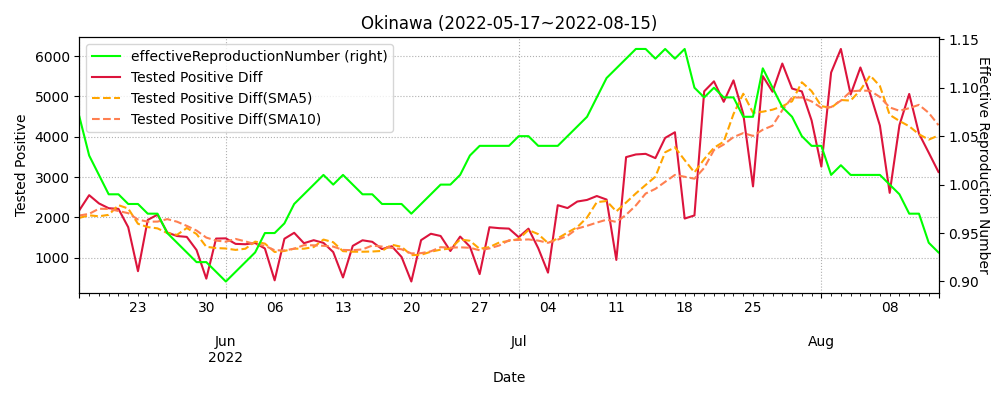 Okinawa (2022-05-17~2022-08-15)
effectiveReproductionNumber (right)
Tested Positive Diff
Tested Positive Diff(SMA5)
Tested Positive Diff(SMA10)
Tested Positive
6000
5000
4000
3000
2000
1000
1.15
1.10
1.05
1.00
0.95
0.90
Effective Reproduction Number
23 30 06 13 20 27 04 11 18 25 08
Jun Jul Aug
2022
Date